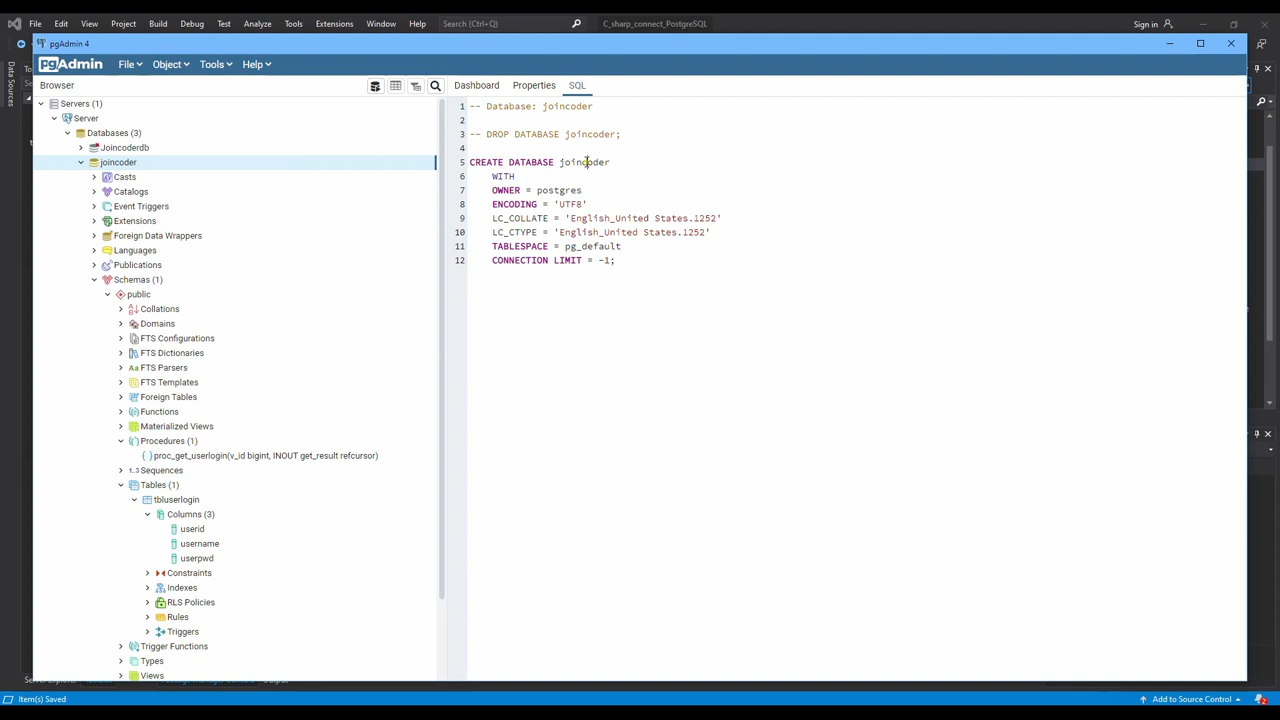 File Edit View Project Build Debug Test Analyze Tools Extensions Window Help Search (Ctrl+Q) C_sharp_connect_PostgreSQL Sign in
pgAdmin 4
pgAdmin File Object Tools Help
Browser
Dashboard Properties SQL
Data Sources
Servers (1)
Server
Databases (3)
Joincoderdb
joincoder
Casts
Catalogs
Event Triggers
Extensions
Foreign Data Wrappers
Languages
Publications
Schemas (1)
public
Collations
Domains
FTS Configurations
FTS Dictionaries
Aa FTS Parsers
FTS Templates
Foreign Tables
Functions
Materialized Views
Procedures (1)
proc_get_userlogin(v_id bigint, INOUT get_result refcursor)
1..3 Sequences
Tables (1)
tbluserlogin
Columns (3)
userid
username
userpwd
Constraints
Indexes
RLS Policies
Rules
Triggers
Trigger Functions
Types
Views
1 -- Database: joincoder
2
3 -- DROP DATABASE joincoder;
4
5 CREATE DATABASE joincoder
6 WITH
7 OWNER = postgres
8 ENCODING = 'UTF8'
9 LC_COLLATE = 'English_United States.1252'
10 LC_CTYPE = 'English_United States.1252'
11 TABLESPACE = pg_default
12 CONNECTION LIMIT = -1;
Item(s) Saved
Add to Source Control
2